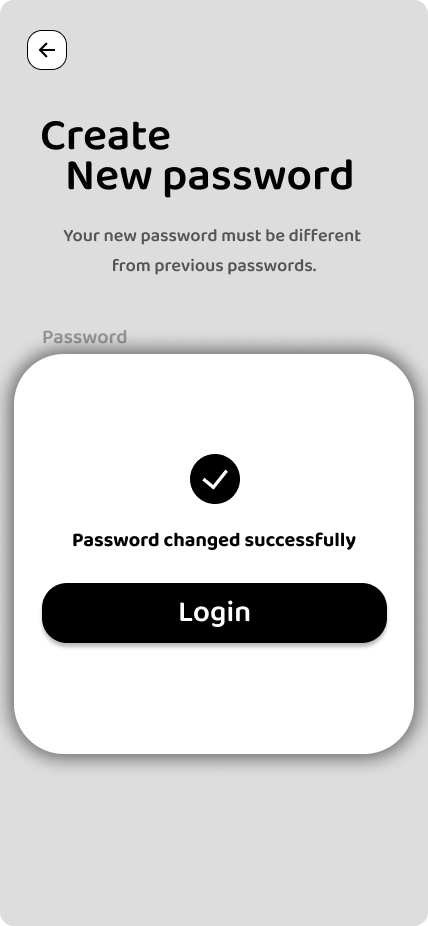 Create
New password
Your new password must be different
from previous passwords.
Password
Password changed successfully
Login